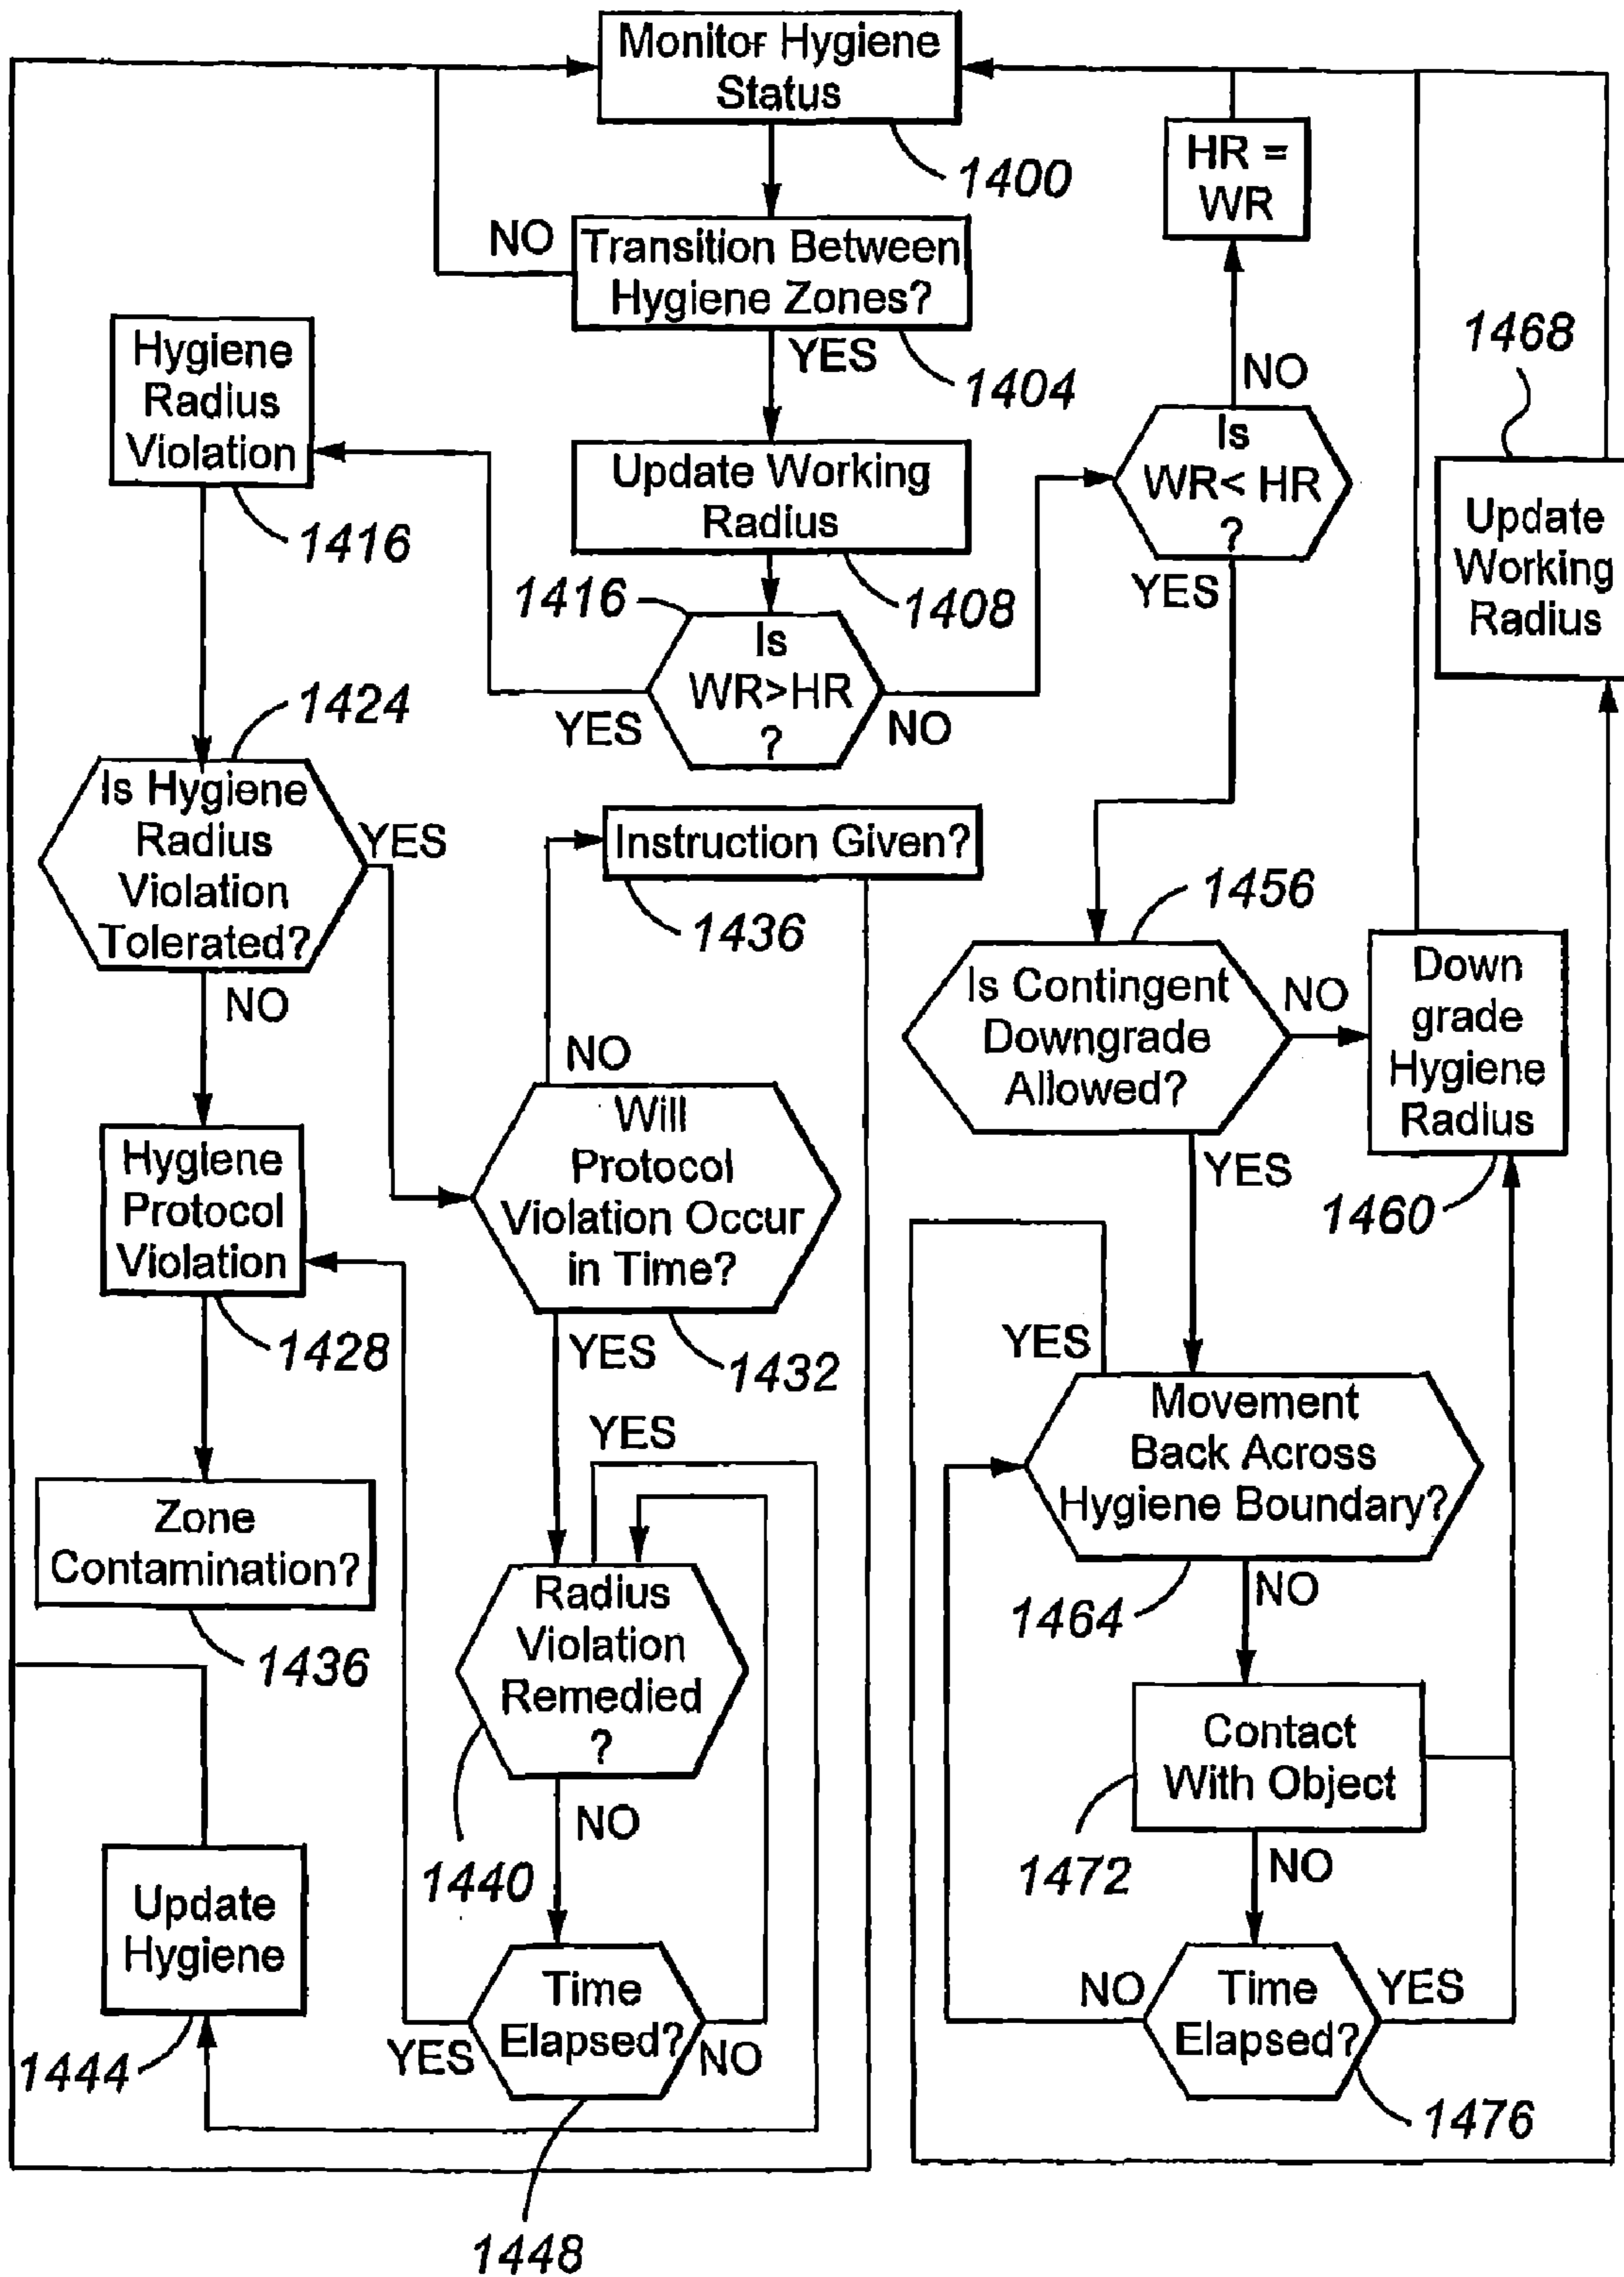 Monitor Hygiene
Status
1400
HR =
WR
NO
Transition Between
Hygiene Zones?
YES
1404
1468
Hygiene
Radius
Violation
1416
NO
Is
WR< HR
?
YES
Update Working
Radius
1408
Update
Working
Radius
1416
Is
WR>HR
?
YES
NO
1424
Is Hygiene
Radius
Violation
Tolerated?
YES
NO
Instruction Given?
1436
1456
Is Contingent
Downgrade
Allowed?
NO
YES
Down
grade
Hygiene
Radius
1460
NO
Will
Protocol
Violation Occur
in Time?
YES
1432
Hygiene
Protocol
Violation
1428
YES
Movement
Back Across
Hygiene Boundary?
1464
NO
YES
Radius
Violation
Remedied
?
1440
NO
Zone
Contamination?
1436
Contact
With Object
1472
NO
Update
Hygiene
1444
Time
Elapsed?
YES
NO
1448
NO
Time
Elapsed?
YES
1476